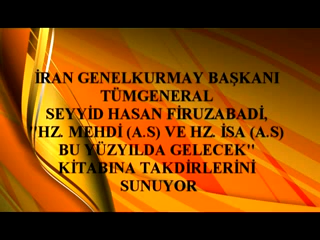 İRAN GENELKURMAY BAŞKANI
TÜMGENERAL
SEYYİD HASAN FİRUZABADİ,
"HZ. MEHDİ (A.S) VE HZ. İSA (A.S)
BU YÜZYILDA GELECEK"
KİTABINA TAKDİRLERİNİ
SUNUYOR